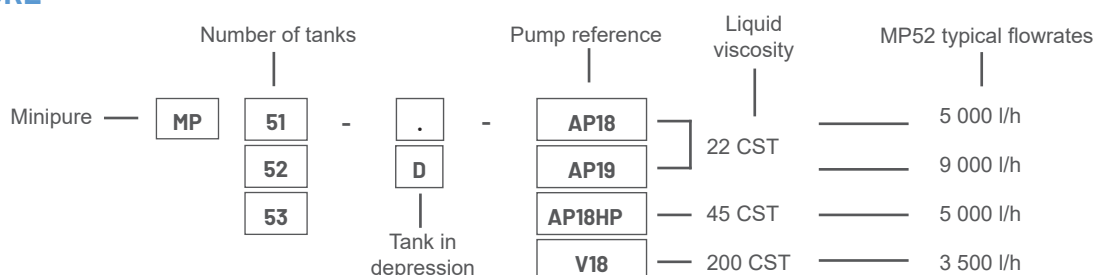 Number of tanks
Pump reference
Liquid
viscosity
MP52 typical flowrates
Minipure
MP
51
-
.
-
AP18
5 000 l/h
22 CST
52
D
AP19
9 000 l/h
53
AP18HP
45 CST
5 000 l/h
Tank in
depression
V18
200 CST
3 500 l/h